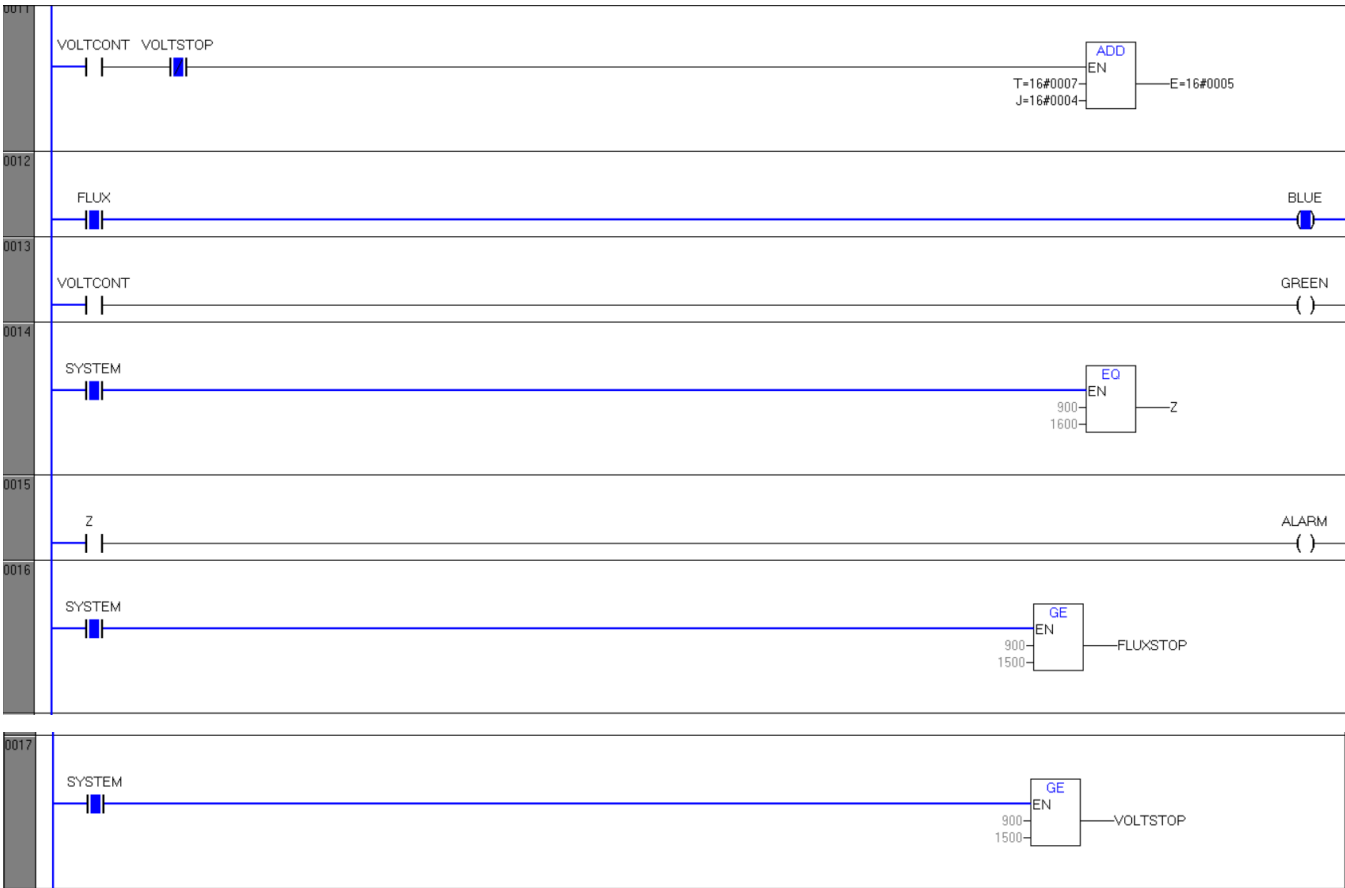 0011
VOLTCONT VOLTSTOP
ADD
EN
T=16#0007
E=16#0005
J=16#0004
0012
FLUX
BLUE
0013
VOLTCONT
GREEN
0014
SYSTEM
EQ
EN
900
Z
1600
0015
Z
ALARM
0016
SYSTEM
GE
EN
900
FLUXSTOP
1500
0017
SYSTEM
GE
EN
900
VOLTSTOP
1500